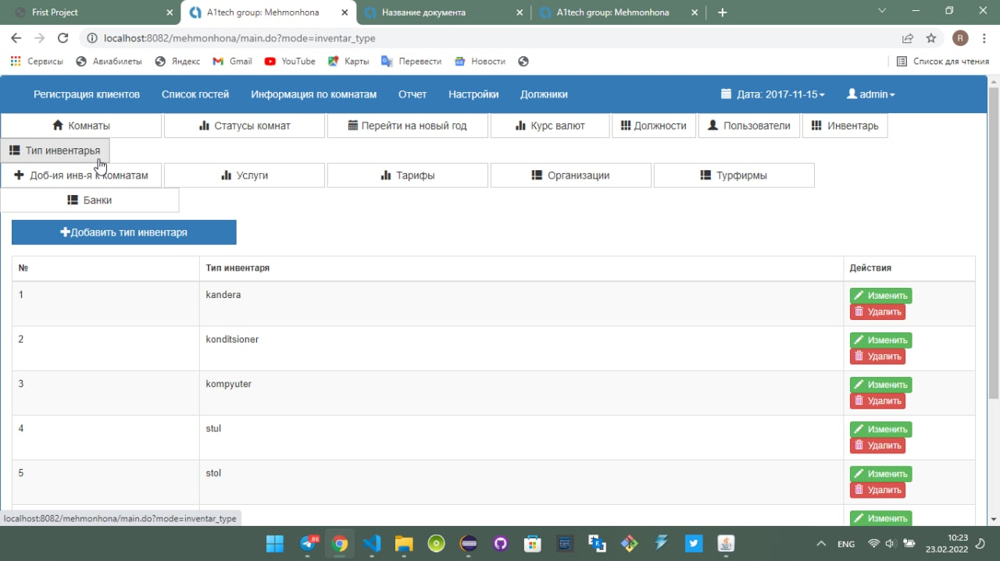 Frist Project
A1tech group: Mehmonhona
Название документа
A1tech group: Mehmonhona
localhost:8082/mehmonhona/main.do?mode=inventar_type
R
Сервисы Авиабилеты Яндекс Gmail YouTube Карты Перевести Новости Список для чтения
Регистрация клиентов Список гостей Информация по комнатам Отчет Настройки Должники Дата: 2017-11-15 admin
Комнаты Статусы комнат Перейти на новый год Курс валют Должности Пользователи Инвентарь
Тип инвентарья
Доб-ия инв-я к комнатам Услуги Тарифы Организации Турфирмы
Банки
Добавить тип инвентаря
№ Тип инвентаря Действия
1 kandera Изменить
Удалить
2 konditsioner Изменить
Удалить
3 kompyuter Изменить
Удалить
4 stul Изменить
Удалить
5 stol Изменить
Удалить
Изменить
localhost:8082/mehmonhona/main.do?mode=inventar_type
86
ENG
10:23
23.02.2022